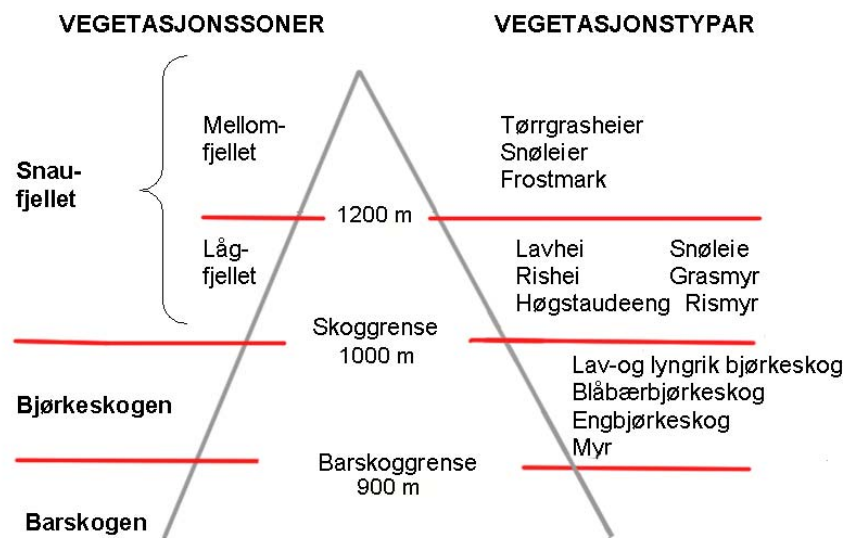 VEGETASJONSSONER VEGETASJONSTYPAR
Mellom-
fjellet
Tørrgrasheier
Snøleier
Frostmark
Snau-
fjellet
1200 m
Låg-
fjellet
Lavhei Snøleie
Rishei Grasmyr
Høgstaudeeng Rismyr
Skoggrense
1000 m
Lav-og lyngrik bjørkeskog
Blåbærbjørkeskog
Engbjørkeskog
Myr
Bjørkeskogen
Barskoggrense
900 m
Barskogen